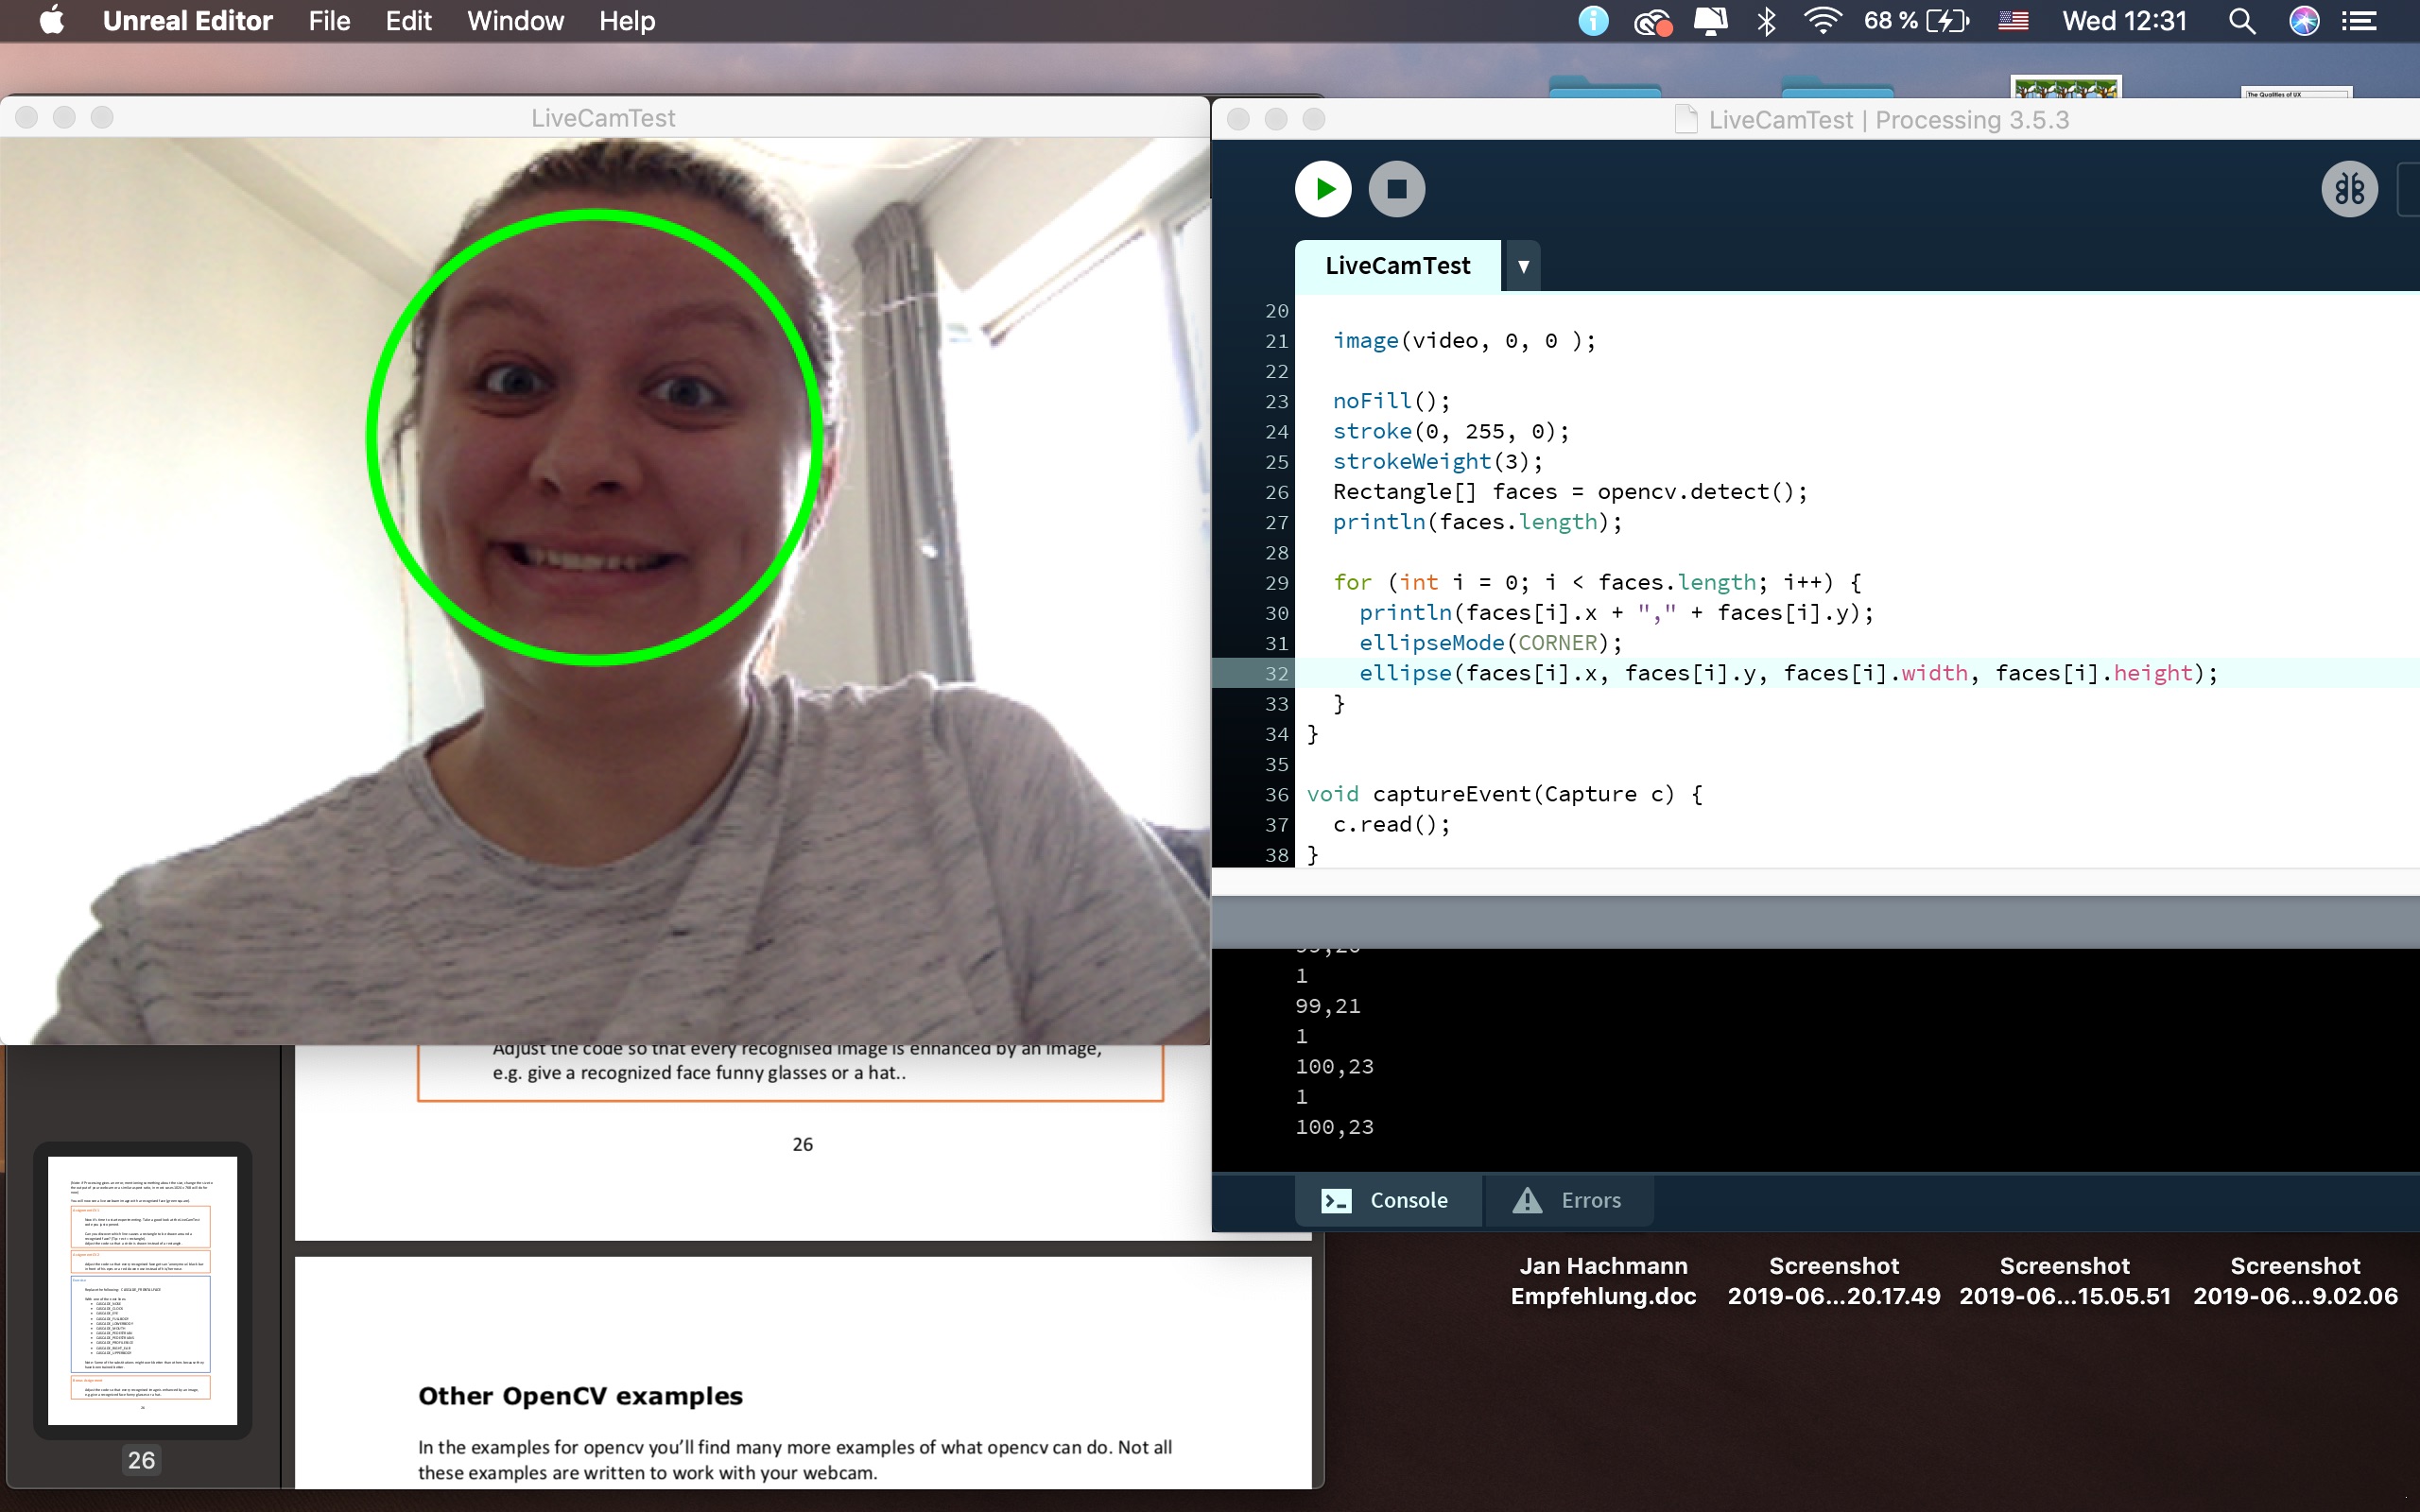 Unreal Editor File Edit Window Help
68 % Wed 12:31
The Qualities of UX
LiveCamTest
LiveCamTest | Processing 3.5.3
LiveCamTest
20
21 image(video, 0, 0 );
22
23 noFill();
24 stroke(0, 255, 0);
25 strokeWeight(3);
26 Rectangle[] faces = opencv.detect();
27 println(faces.length);
28
29 for (int i = 0; i < faces.length; i++) {
30 println(faces[i].x + "," + faces[i].y);
31 ellipseMode(CORNER);
32 ellipse(faces[i].x, faces[i].y, faces[i].width, faces[i].height);
33 }
34 }
35
36 void captureEvent(Capture c) {
37 c.read();
38 }
1
99,21
1
100,23
1
100,23
Console Errors
Adjust the code so that every recognised image is enhanced by an image,
e.g. give a recognized face funny glasses or a hat..
26
Other OpenCV examples
In the examples for opencv you'll find many more examples of what opencv can do. Not all
these examples are written to work with your webcam.
26
Jan Hachmann
Empfehlung.doc
Screenshot
2019-06...20.17.49
Screenshot
2019-06...15.05.51
Screenshot
2019-06...9.02.06